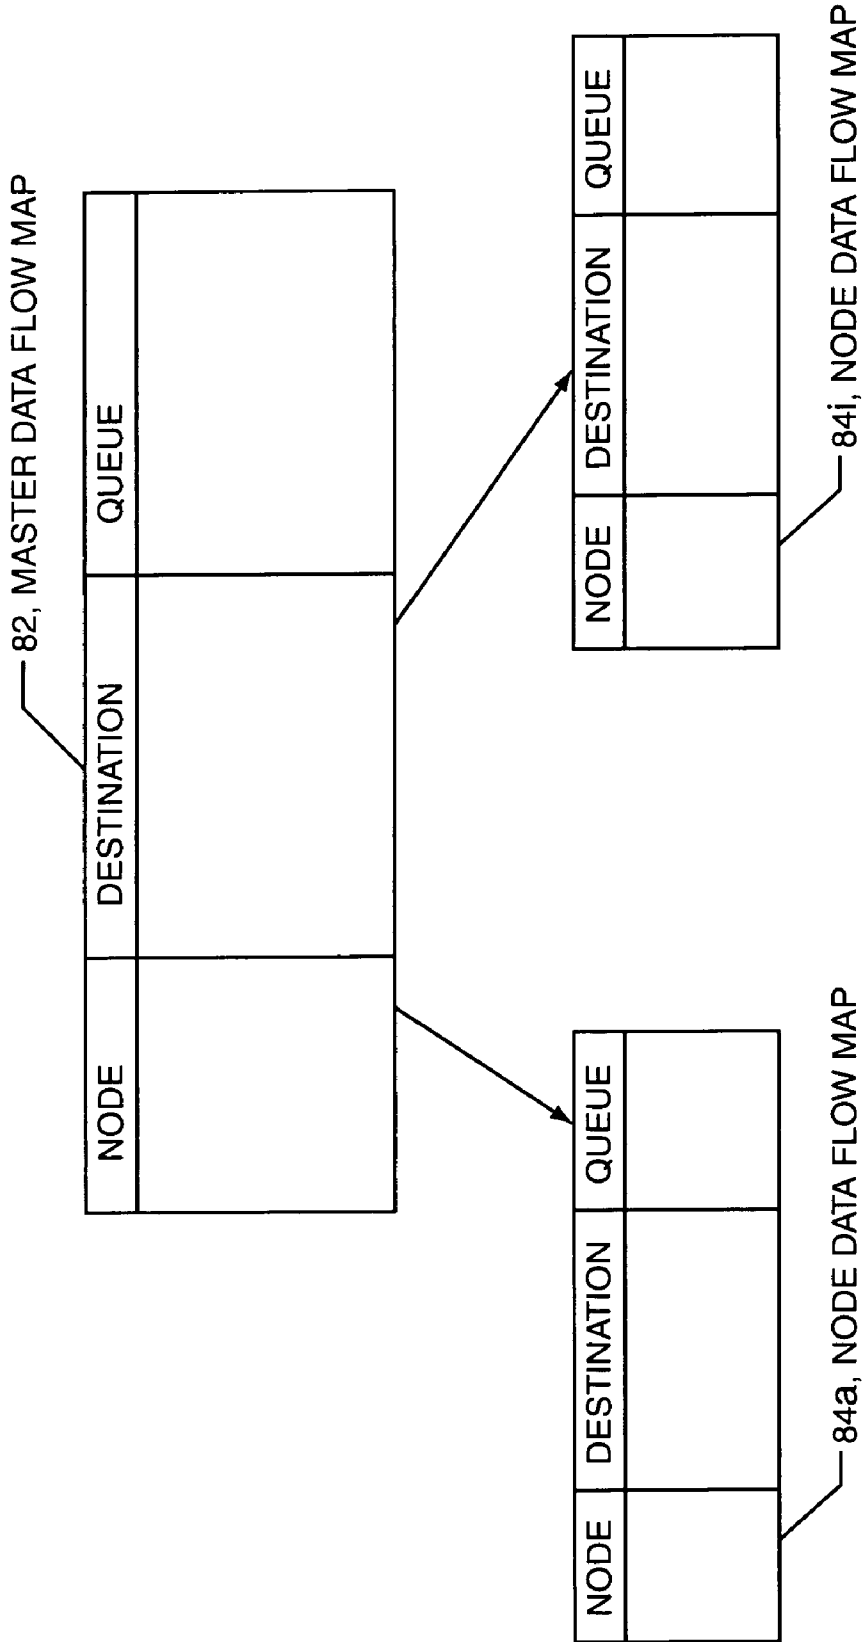 82, MASTER DATA FLOW MAP
NODE DESTINATION QUEUE
NODE DESTINATION QUEUE
84a, NODE DATA FLOW MAP
NODE DESTINATION QUEUE
84i, NODE DATA FLOW MAP